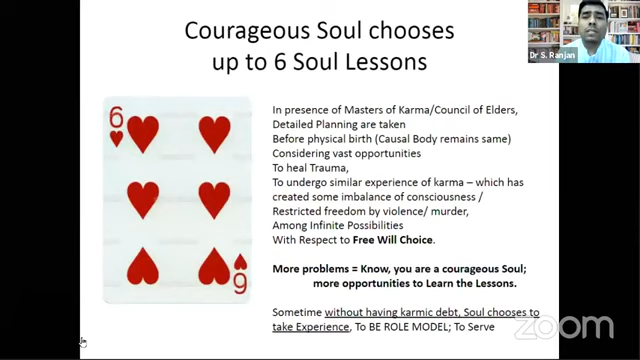 Courageous Soul chooses
up to 6 Soul Lessons
Dr S. Ranjan
6
In presence of Masters of Karma/Council of Elders,
Detailed Planning are taken
Before physical birth (Causal Body remains same)
Considering vast opportunities
To heal Trauma,
To undergo similar experience of karma – which has
created some imbalance of consciousness /
Restricted freedom by violence/ murder,
Among Infinite Possibilities
With Respect to Free Will Choice.
6
More problems = Know, you are a courageous Soul;
more opportunities to Learn the Lessons.
Sometime without having karmic debt, Soul chooses to
take Experience, To BE ROLE MODEL; To Serve
zoom